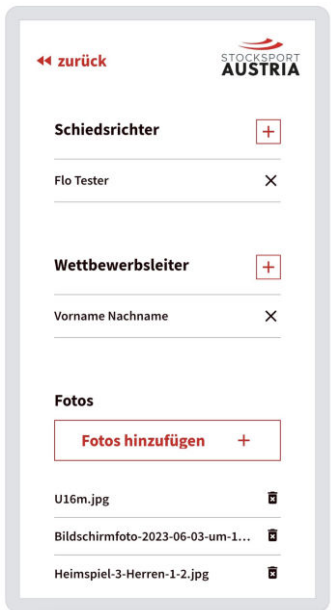 zurück
STOCKSPORT
AUSTRIA
Schiedsrichter
Flo Tester
Wettbewerbsleiter
Vorname Nachname
Fotos
Fotos hinzufügen +
U16m.jpg
Bildschirmfoto-2023-06-03-um-1...
Heimspiel-3-Herren-1-2.jpg